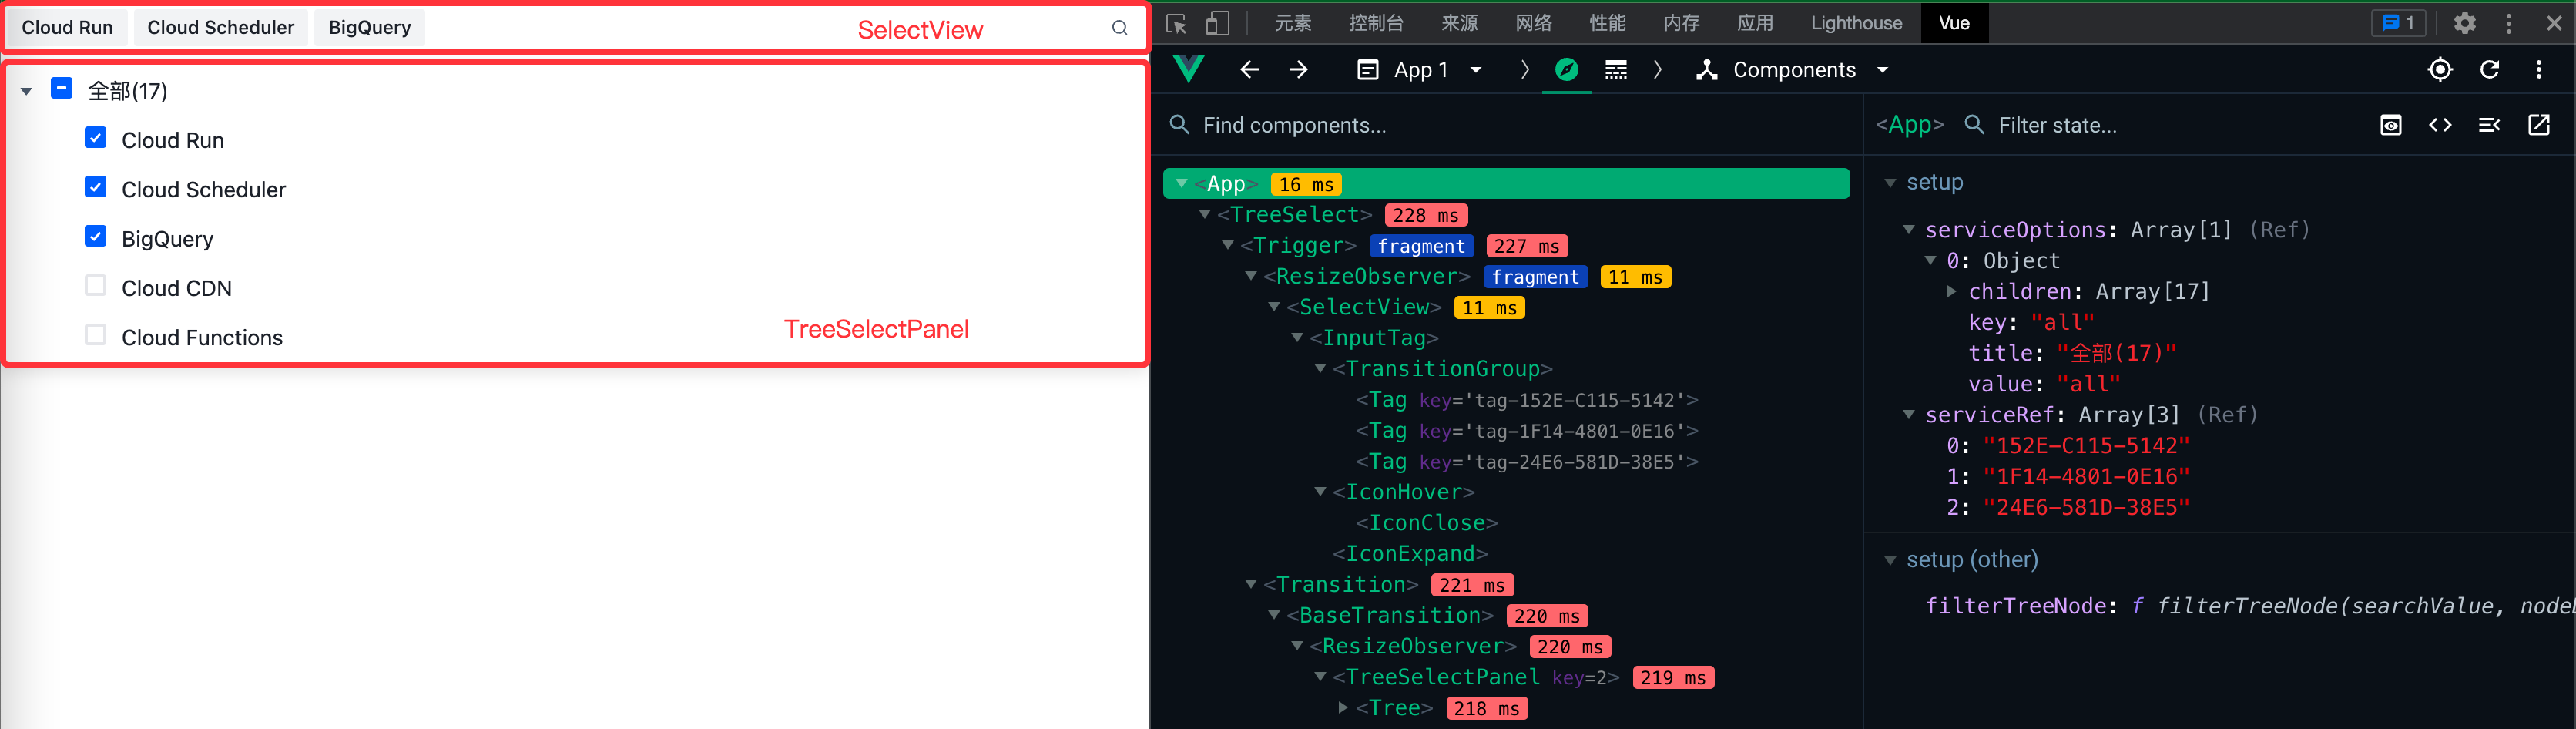 Cloud Run Cloud Scheduler BigQuery
SelectView
全部(17)
Cloud Run
Cloud Scheduler
BigQuery
Cloud CDN
Cloud Functions
TreeSelectPanel
元素 控制台 来源 网络 性能 内存 应用 Lighthouse Vue 1
App 1 Components
Find components...
<App> 16 ms
<TreeSelect> 228 ms
<Trigger> fragment 227 ms
<ResizeObserver> fragment 11 ms
<SelectView> 11 ms
<InputTag>
<TransitionGroup>
<Tag key='tag-152E-C115-5142'>
<Tag key='tag-1F14-4801-0E16'>
<Tag key='tag-24E6-581D-38E5'>
<IconHover>
<IconClose>
<IconExpand>
<Transition> 221 ms
<BaseTransition> 220 ms
<ResizeObserver> 220 ms
<TreeSelectPanel key=2> 219 ms
<Tree> 218 ms
<App> Filter state...
setup
serviceOptions: Array[1] (Ref)
0: Object
children: Array[17]
key: "all"
title: "全部(17)"
value: "all"
serviceRef: Array[3] (Ref)
0: "152E-C115-5142"
1: "1F14-4801-0E16"
2: "24E6-581D-38E5"
setup (other)
filterTreeNode: f filterTreeNode(searchValue, node